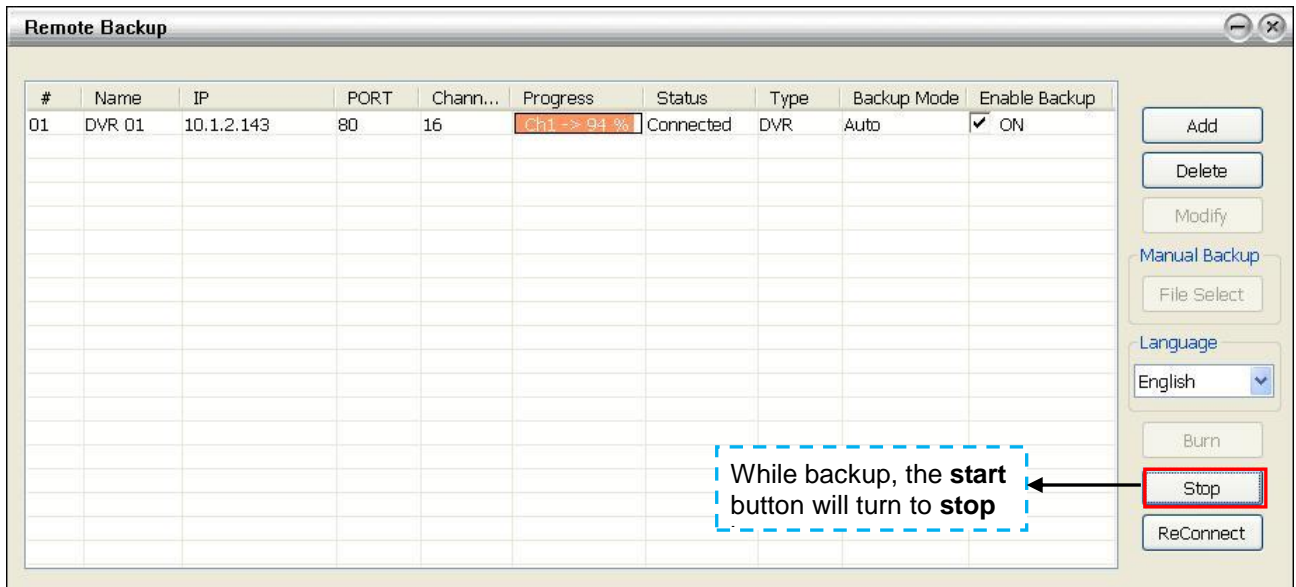 Remote Backup
# Name IP PORT Chann... Progress Status Type Backup Mode Enable Backup
01 DVR 01 10.1.2.143 80 16 Ch1 -> 94 % Connected DVR Auto ON
Add
Delete
Modify
Manual Backup
File Select
Language
English
Burn
While backup, the start
button will turn to stop
Stop
ReConnect